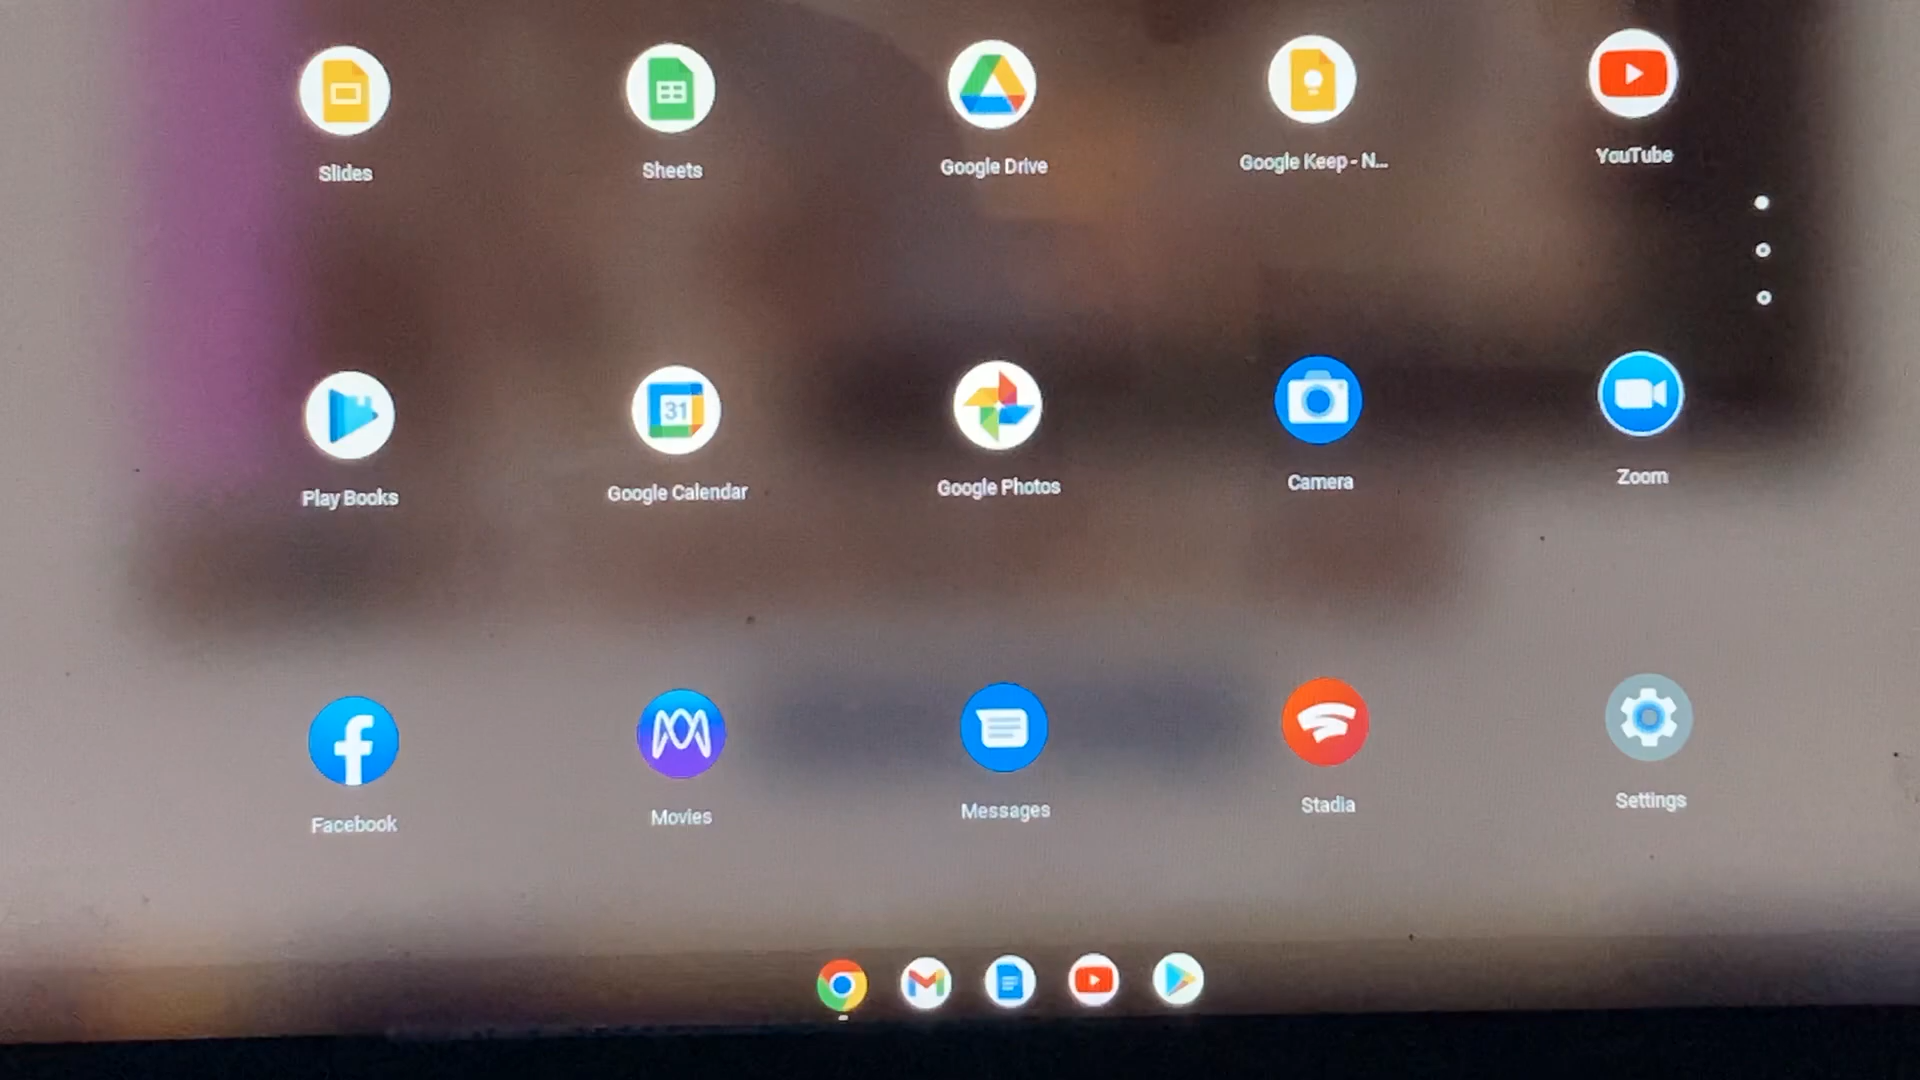 Slides
Sheets
Google Drive
Google Keep - N...
YouTube
Play Books
31
Google Calendar
Google Photos
Camera
Zoom
Facebook
Movies
Messages
Stadia
Settings